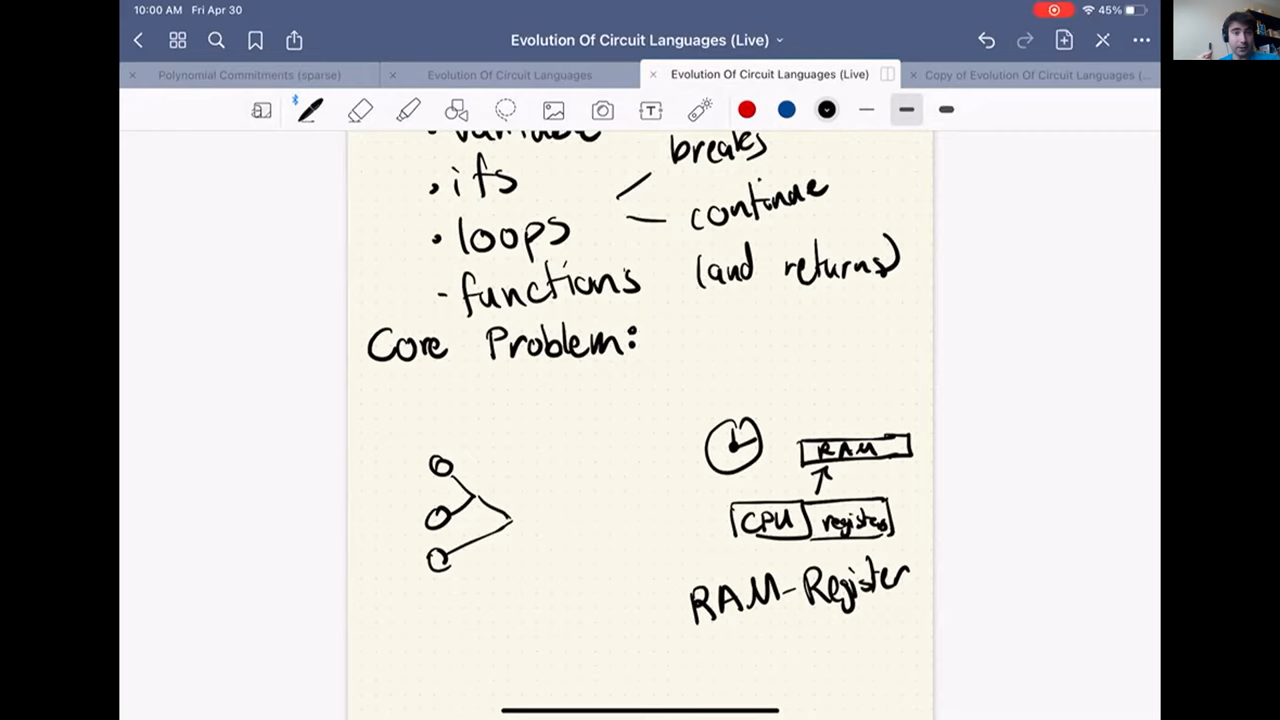 10:00 AM Fri Apr 30
45%
Evolution Of Circuit Languages (Live)
Polynomial Commitments (sparse)
Evolution Of Circuit Languages
Evolution Of Circuit Languages (Live)
Copy of Evolution Of Circuit Languages (...
T
breaks
• ifs
continue
• loops
(and returns)
- functions
Core Problem:
RAM
CPU
registers
RAM-Register